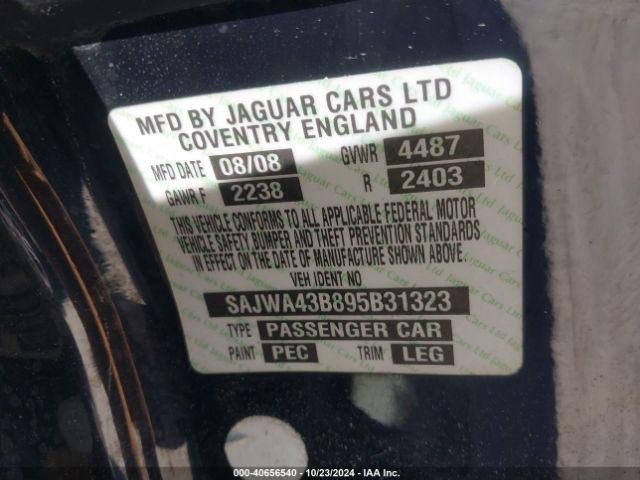 MFD BY JAGUAR CARS LTD
COVENTRY ENGLAND
MFD DATE 08/08 GVWR 4487
GAWR F 2238 R 2403
THIS VEHICLE CONFORMS TO ALL APPLICABLE FEDERAL MOTOR
VEHICLE SAFETY BUMPER AND THEFT PREVENTION STANDARDS
IN EFFECT ON THE DATE OF MANUFACTURE SHOWN ABOVE.
VEH IDENT NO
SAJWA43B895B31323
TYPE PASSENGER CAR
PAINT PEC TRIM LEG
000-40656540 - 10/23/2024 - IAA Inc.